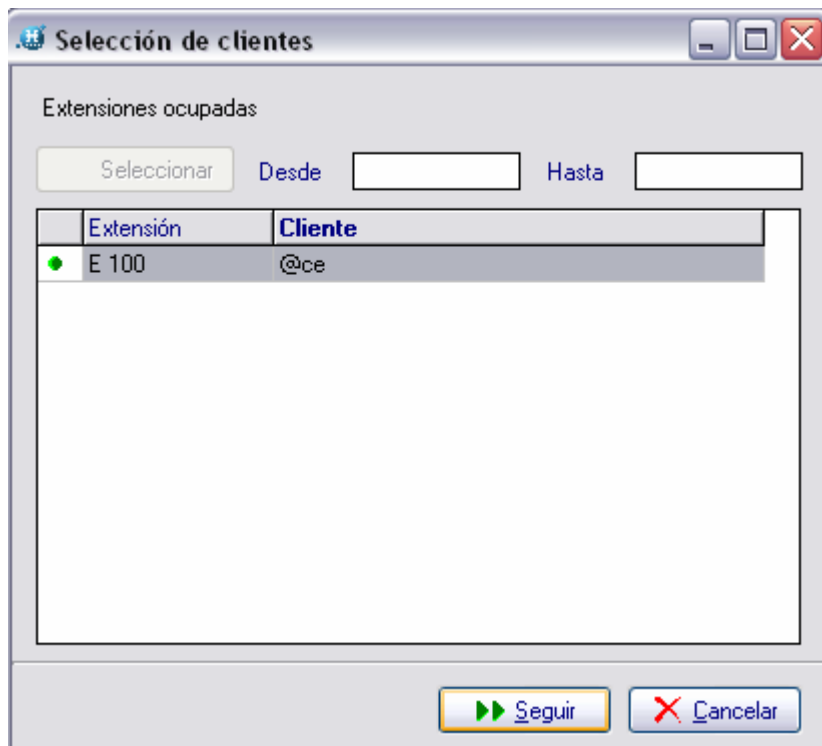 Selección de clientes
Extensiones ocupadas
Seleccionar Desde Hasta
Extensión Cliente
E 100 @ce
Seguir Cancelar